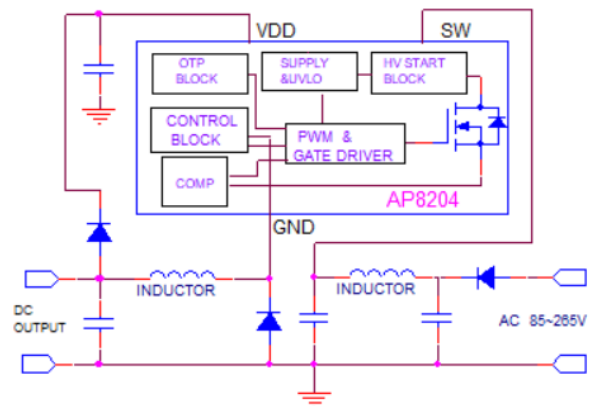 VDD
SW
OTP
BLOCK
SUPPLY
&UVLO
HV START
BLOCK
CONTROL
BLOCK
PWM &
GATE DRIVER
COMP
AP8204
GND
INDUCTOR
INDUCTOR
DC
OUTPUT
AC 85~265V